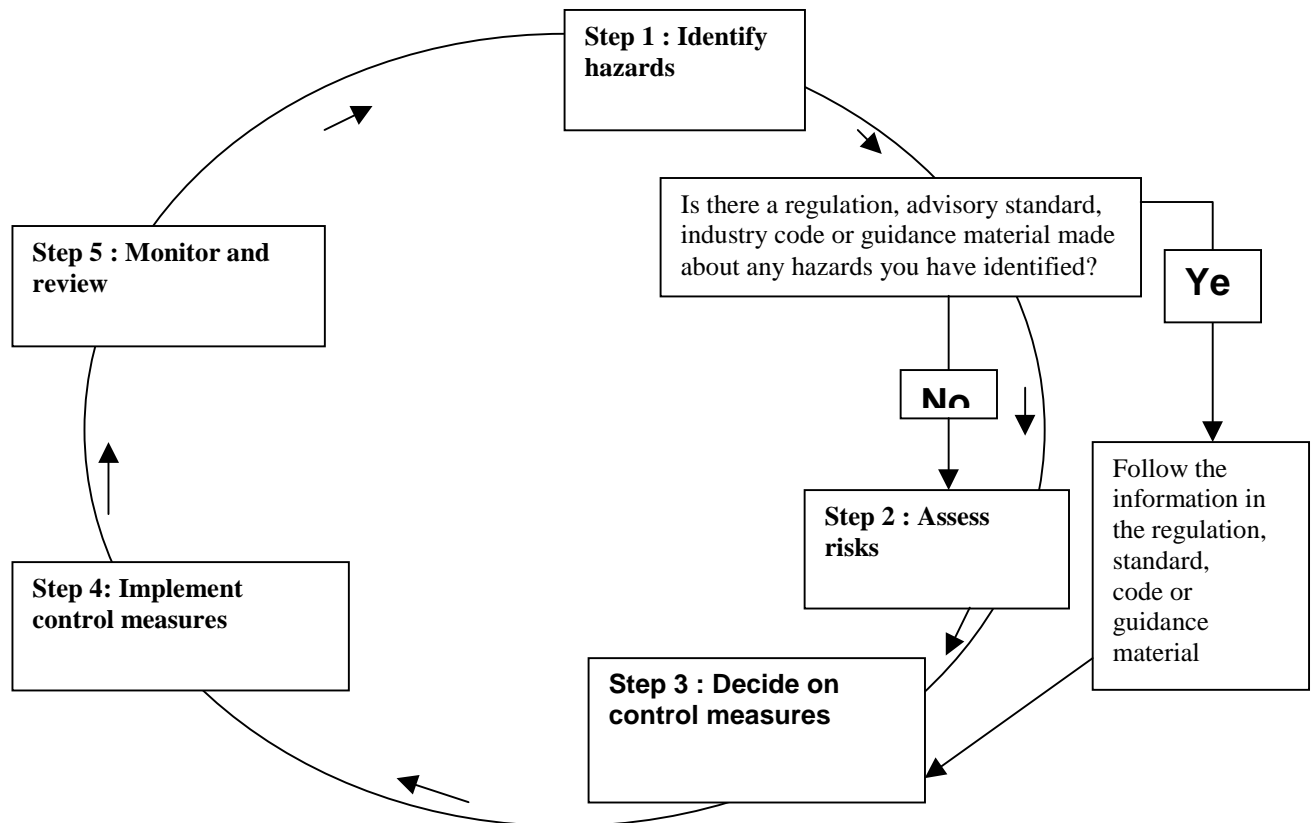 Step 1 : Identify
hazards
Is there a regulation, advisory standard,
industry code or guidance material made
about any hazards you have identified?
Ye
No
Follow the
information in
the regulation,
standard,
code or
guidance
material
Step 2 : Assess
risks
Step 3 : Decide on
control measures
Step 4: Implement
control measures
Step 5 : Monitor and
review